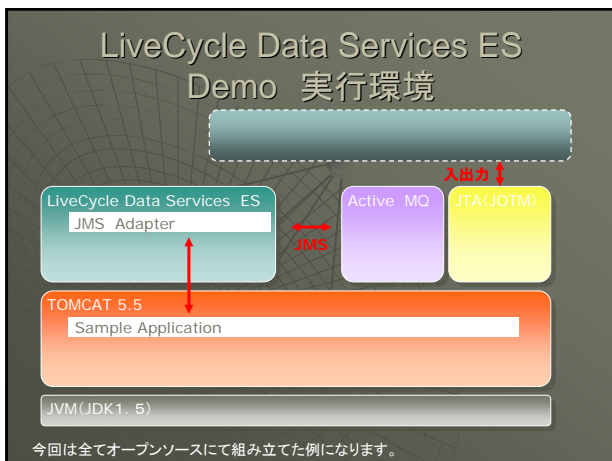 LiveCycle Data Services ES
Demo 実行環境
入出力
LiveCycle Data Services ES
JMS Adapter
JMS
Active MQ
JTA(JOTM)
TOMCAT 5.5
Sample Application
JVM(JDK1. 5)
今回は全てオープンソースにて組み立てた例になります。